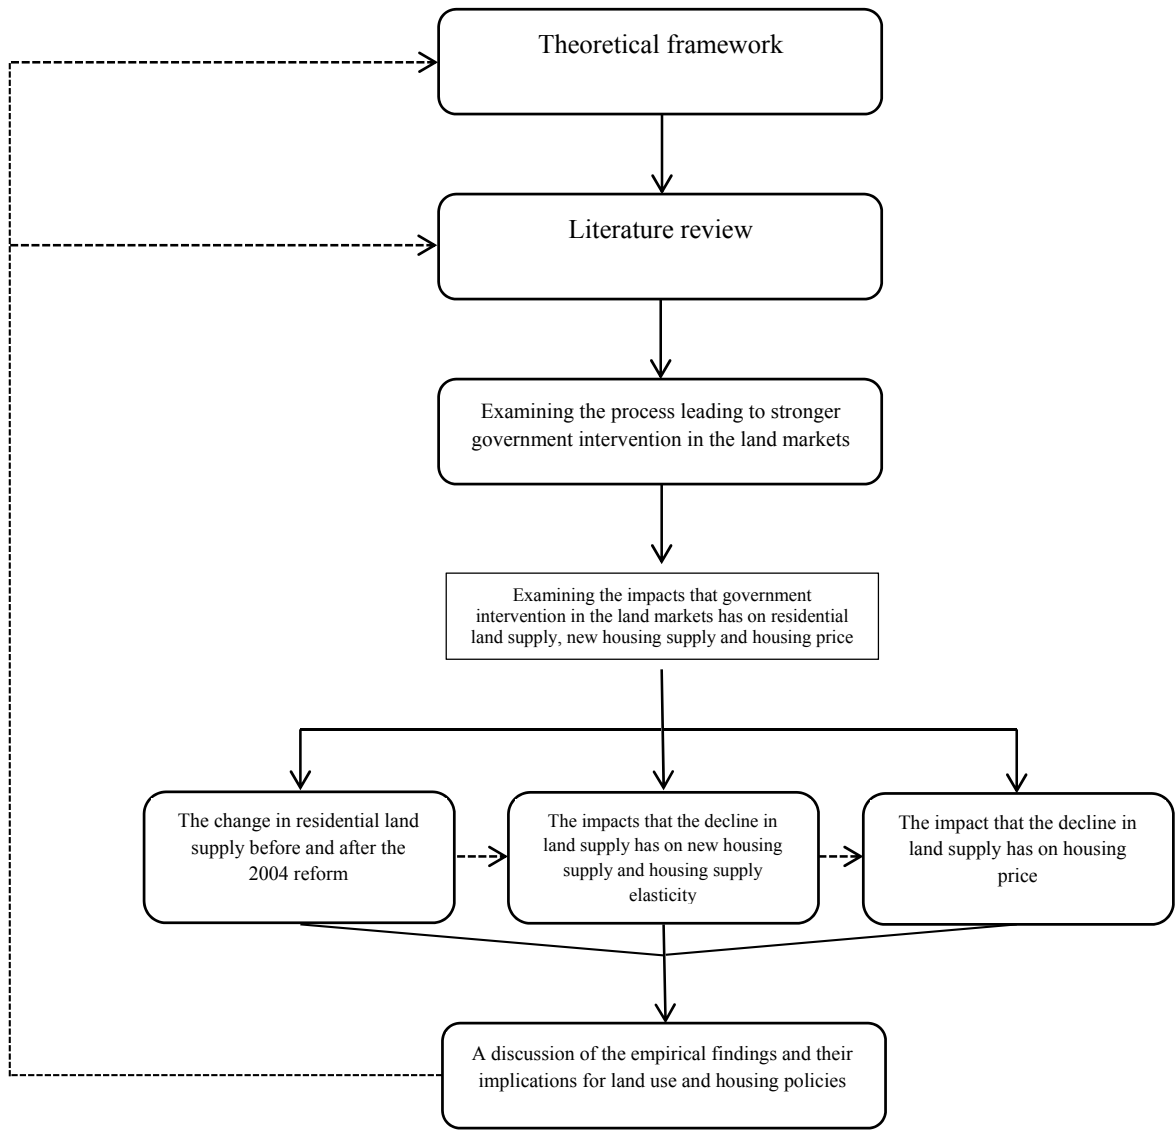 Theoretical framework
Literature review
Examining the process leading to stronger
government intervention in the land markets
Examining the impacts that government
intervention in the land markets has on residential
land supply, new housing supply and housing price
The change in residential land
supply before and after the
2004 reform
The impacts that the decline in
land supply has on new housing
supply and housing supply
elasticity
The impact that the decline in
land supply has on housing
price
A discussion of the empirical findings and their
implications for land use and housing policies